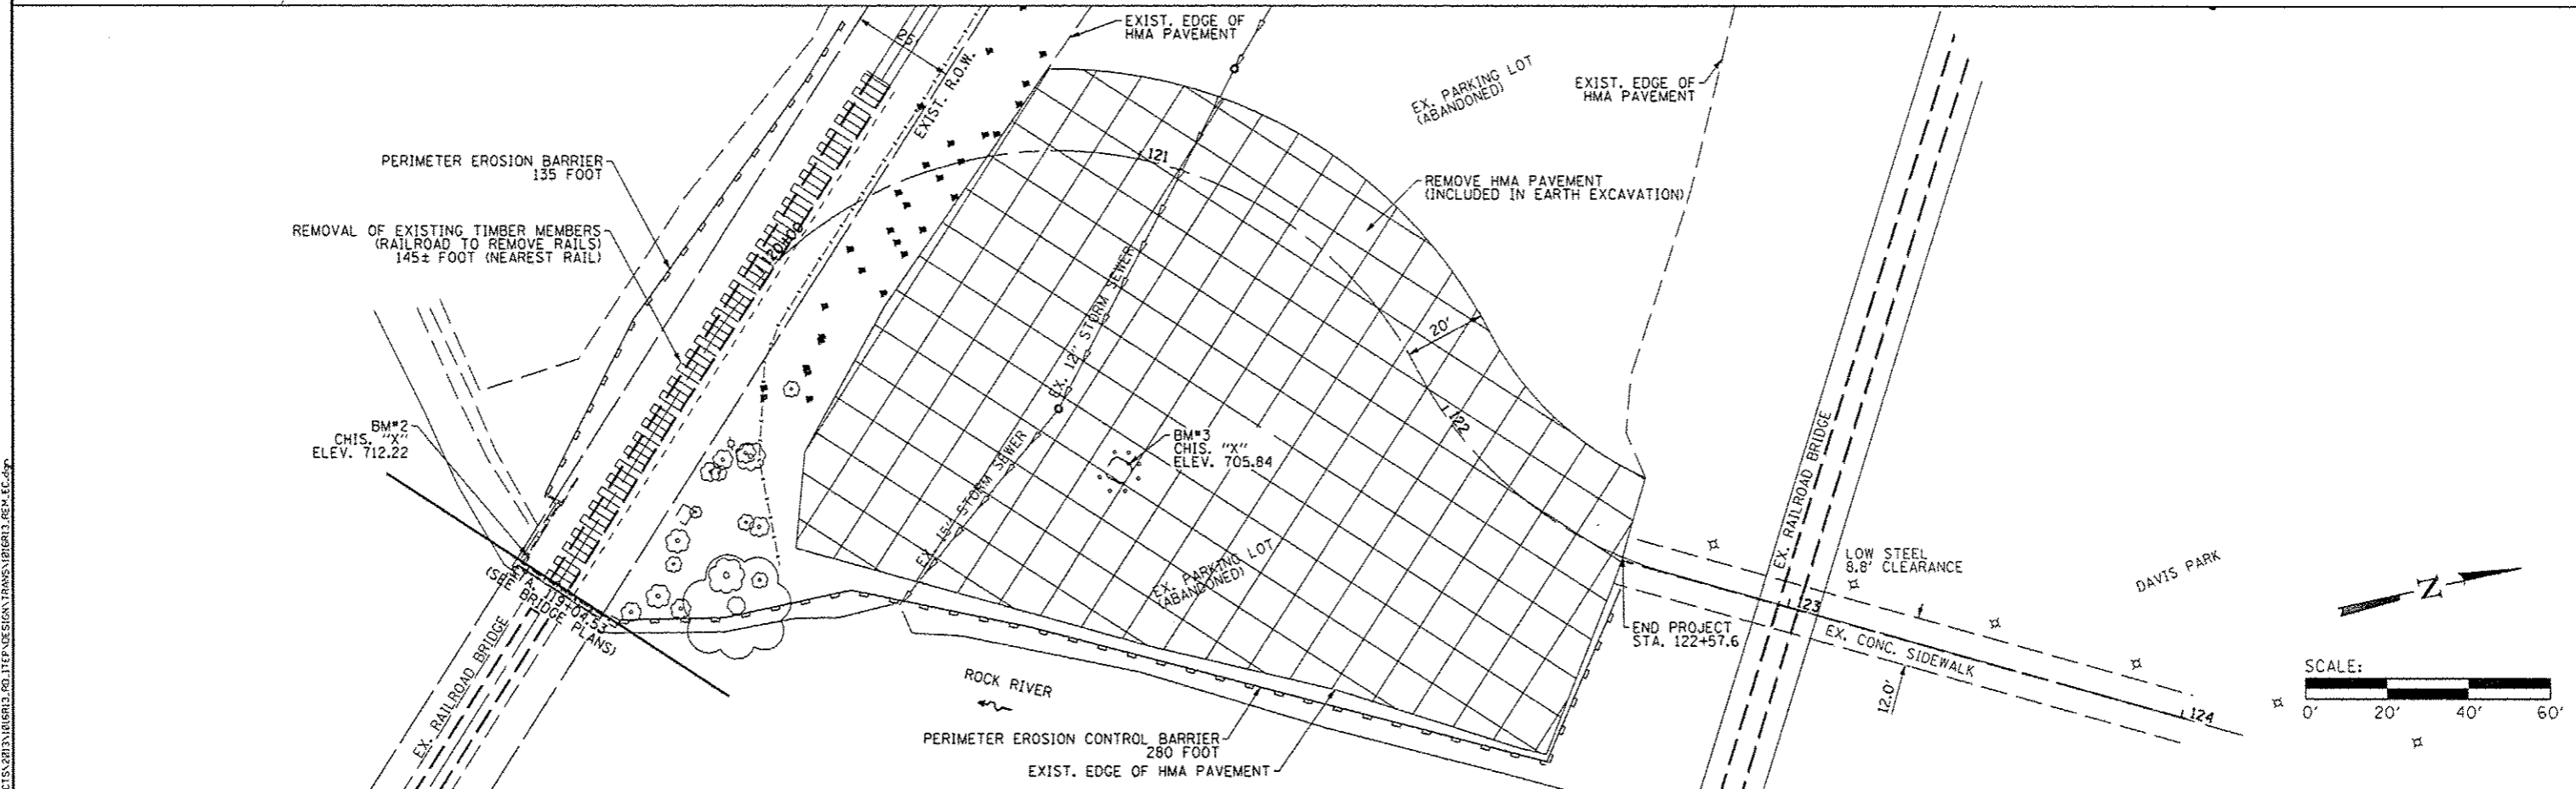 EXIST. EDGE OF
HMA PAVEMENT
25'
EXIST. R.O.W.
EX. PARKING LOT
(ABANDONED)
EXIST. EDGE OF
HMA PAVEMENT
PERIMETER EROSION BARRIER
135 FOOT
121
REMOVE HMA PAVEMENT
(INCLUDED IN EARTH EXCAVATION)
REMOVAL OF EXISTING TIMBER MEMBERS
(RAILROAD TO REMOVE RAILS)
145± FOOT (NEAREST RAIL)
120+00
EX. 12" STORM SEWER
20'
122
BM#2
CHIS. "X"
ELEV. 712.22
BM#3
CHIS. "X"
ELEV. 705.84
EX. 15" STORM SEWER
EX. RAILROAD BRIDGE
LOW STEEL
8.8' CLEARANCE
DAVIS PARK
N
EX. PARKING LOT
(ABANDONED)
STA. 119+04.53
(SEE BRIDGE PLANS)
EX. RAILROAD BRIDGE
123
END PROJECT
STA. 122+57.6
EX. CONC. SIDEWALK
12.0'
124
ROCK RIVER
SCALE:
0' 20' 40' 60'
PERIMETER EROSION CONTROL BARRIER
280 FOOT
EXIST. EDGE OF HMA PAVEMENT